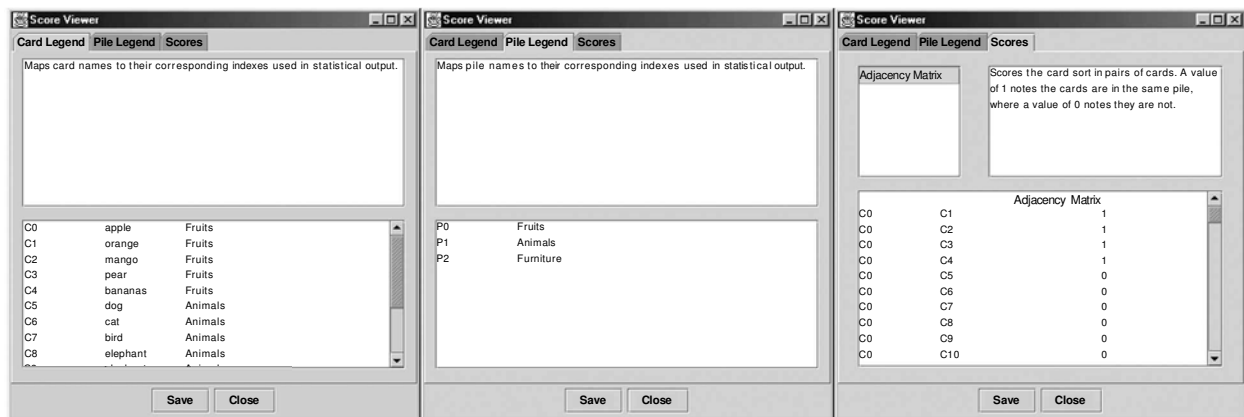 Score Viewer
Card Legend Pile Legend Scores
Maps card names to their corresponding indexes used in statistical output.
C0 apple Fruits
C1 orange Fruits
C2 mango Fruits
C3 pear Fruits
C4 bananas Fruits
C5 dog Animals
C6 cat Animals
C7 bird Animals
C8 elephant Animals
Save Close
Score Viewer
Card Legend Pile Legend Scores
Maps pile names to their corresponding indexes used in statistical output.
P0 Fruits
P1 Animals
P2 Furniture
Save Close
Score Viewer
Card Legend Pile Legend Scores
Adjacency Matrix
Scores the card sort in pairs of cards. A value
of 1 notes the cards are in the same pile,
where a value of 0 notes they are not.
Adjacency Matrix
C0 C1 1
C0 C2 1
C0 C3 1
C0 C4 1
C0 C5 0
C0 C6 0
C0 C7 0
C0 C8 0
C0 C9 0
C0 C10 0
Save Close